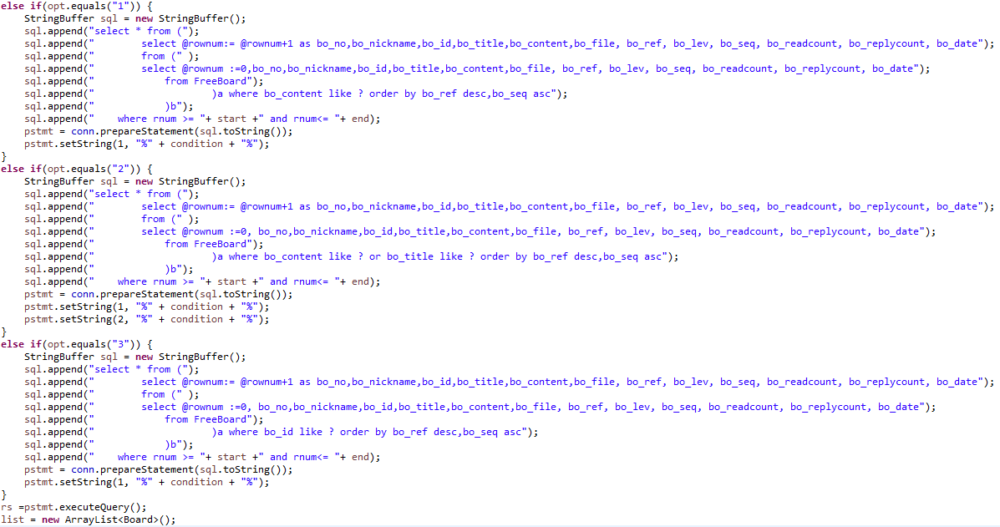 else if(opt.equals("1")) {
    StringBuffer sql = new StringBuffer();
    sql.append("select * from (");
    sql.append("        select @rownum:= @rownum+1 as bo_no,bo_nickname,bo_id,bo_title,bo_content,bo_file, bo_ref, bo_lev, bo_seq, bo_readcount, bo_replycount, bo_date");
    sql.append("        from (" );
    sql.append("        select @rownum :=0,bo_no,bo_nickname,bo_id,bo_title,bo_content,bo_file, bo_ref, bo_lev, bo_seq, bo_readcount, bo_replycount, bo_date");
    sql.append("            from FreeBoard");
    sql.append("                    )a where bo_content like ? order by bo_ref desc,bo_seq asc");
    sql.append("            )b");
    sql.append("    where rnum >= "+ start +" and rnum<= "+ end);
    pstmt = conn.prepareStatement(sql.toString());
    pstmt.setString(1, "%" + condition + "%");
}
else if(opt.equals("2")) {
    StringBuffer sql = new StringBuffer();
    sql.append("select * from (");
    sql.append("        select @rownum:= @rownum+1 as bo_no,bo_nickname,bo_id,bo_title,bo_content,bo_file, bo_ref, bo_lev, bo_seq, bo_readcount, bo_replycount, bo_date");
    sql.append("        from (" );
    sql.append("        select @rownum :=0, bo_no,bo_nickname,bo_id,bo_title,bo_content,bo_file, bo_ref, bo_lev, bo_seq, bo_readcount, bo_replycount, bo_date");
    sql.append("            from FreeBoard");
    sql.append("                    )a where bo_content like ? or bo_title like ? order by bo_ref desc,bo_seq asc");
    sql.append("            )b");
    sql.append("    where rnum >= "+ start +" and rnum<= "+ end);
    pstmt = conn.prepareStatement(sql.toString());
    pstmt.setString(1, "%" + condition + "%");
    pstmt.setString(2, "%" + condition + "%");
}
else if(opt.equals("3")) {
    StringBuffer sql = new StringBuffer();
    sql.append("select * from (");
    sql.append("        select @rownum:= @rownum+1 as bo_no,bo_nickname,bo_id,bo_title,bo_content,bo_file, bo_ref, bo_lev, bo_seq, bo_readcount, bo_replycount, bo_date");
    sql.append("        from (" );
    sql.append("        select @rownum :=0, bo_no,bo_nickname,bo_id,bo_title,bo_content,bo_file, bo_ref, bo_lev, bo_seq, bo_readcount, bo_replycount, bo_date");
    sql.append("            from FreeBoard");
    sql.append("                    )a where bo_id like ? order by bo_ref desc,bo_seq asc");
    sql.append("            )b");
    sql.append("    where rnum >= "+ start +" and rnum<= "+ end);
    pstmt = conn.prepareStatement(sql.toString());
    pstmt.setString(1, "%" + condition + "%");
}
rs =pstmt.executeQuery();
list = new ArrayList<Board>();